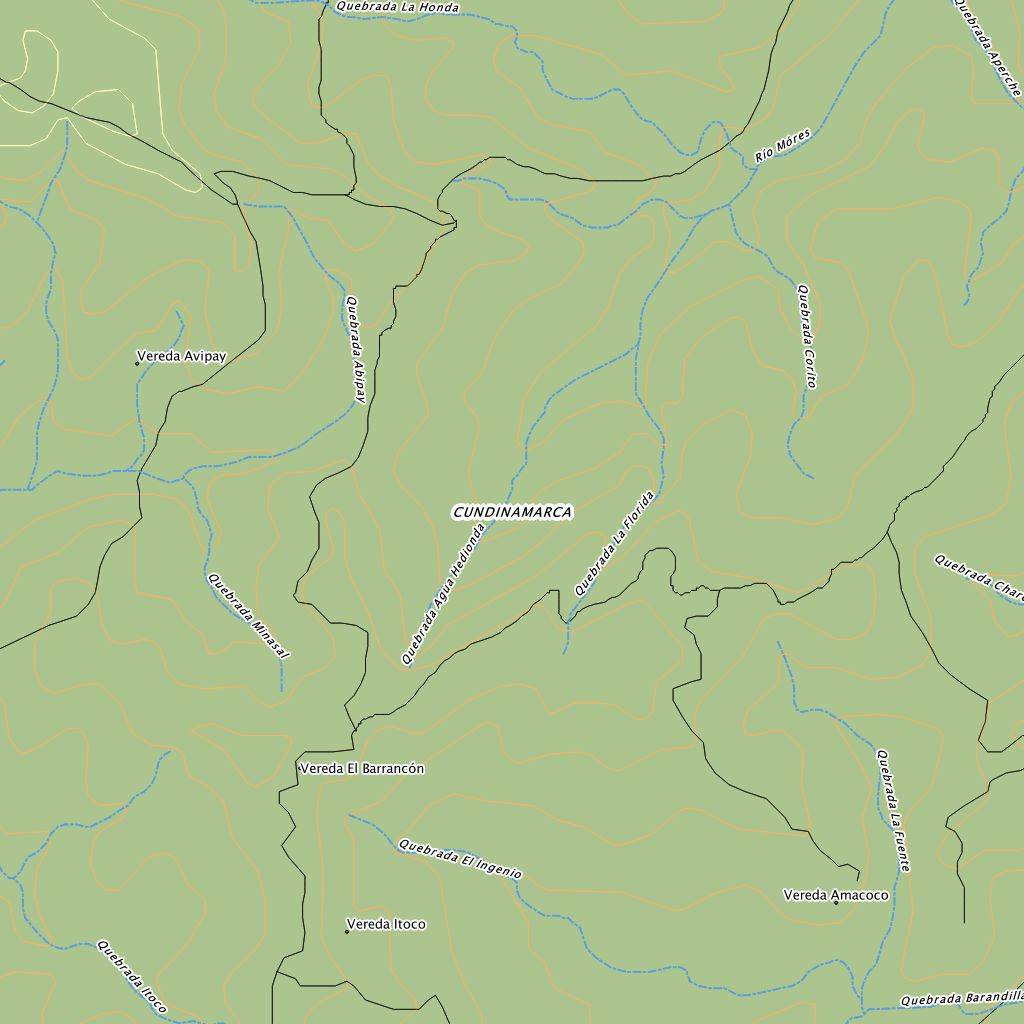 Quebrada La Honda
Quebrada Aperche
Río Móres
Quebrada Abipay
Quebrada Corito
Vereda Avipay
CUNDINAMARCA
Quebrada La Florida
Quebrada Agua Hedionda
Quebrada Minasal
Quebrada Charc
Vereda El Barrancón
Quebrada La Fuente
Quebrada El Ingenio
Vereda Amacoco
Vereda Itoco
Quebrada Itoco
Quebrada Barandilla